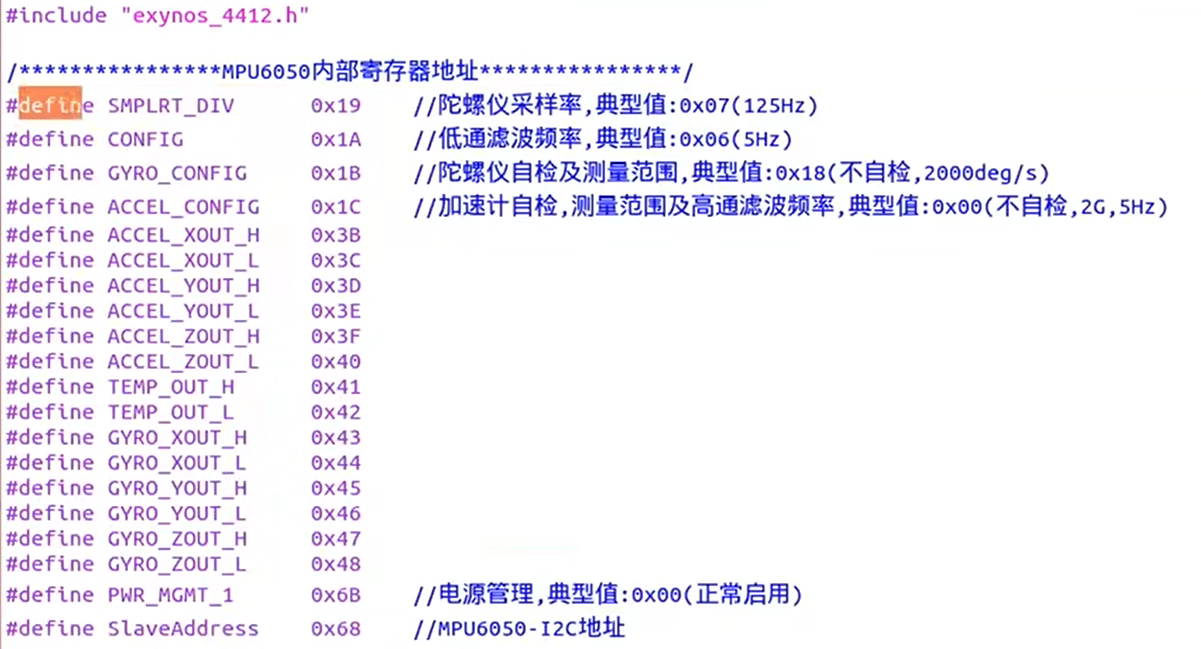 #include "exynos_4412.h"
/****************MPU6050内部寄存器地址****************/
#define SMPLRT_DIV 0x19 //陀螺仪采样率,典型值:0x07(125Hz)
#define CONFIG 0x1A //低通滤波频率,典型值:0x06(5Hz)
#define GYRO_CONFIG 0x1B //陀螺仪自检及测量范围,典型值:0x18(不自检,2000deg/s)
#define ACCEL_CONFIG 0x1C //加速计自检,测量范围及高通滤波频率,典型值:0x00(不自检,2G,5Hz)
#define ACCEL_XOUT_H 0x3B
#define ACCEL_XOUT_L 0x3C
#define ACCEL_YOUT_H 0x3D
#define ACCEL_YOUT_L 0x3E
#define ACCEL_ZOUT_H 0x3F
#define ACCEL_ZOUT_L 0x40
#define TEMP_OUT_H 0x41
#define TEMP_OUT_L 0x42
#define GYRO_XOUT_H 0x43
#define GYRO_XOUT_L 0x44
#define GYRO_YOUT_H 0x45
#define GYRO_YOUT_L 0x46
#define GYRO_ZOUT_H 0x47
#define GYRO_ZOUT_L 0x48
#define PWR_MGMT_1 0x6B //电源管理,典型值:0x00(正常启用)
#define SlaveAddress 0x68 //MPU6050-I2C地址